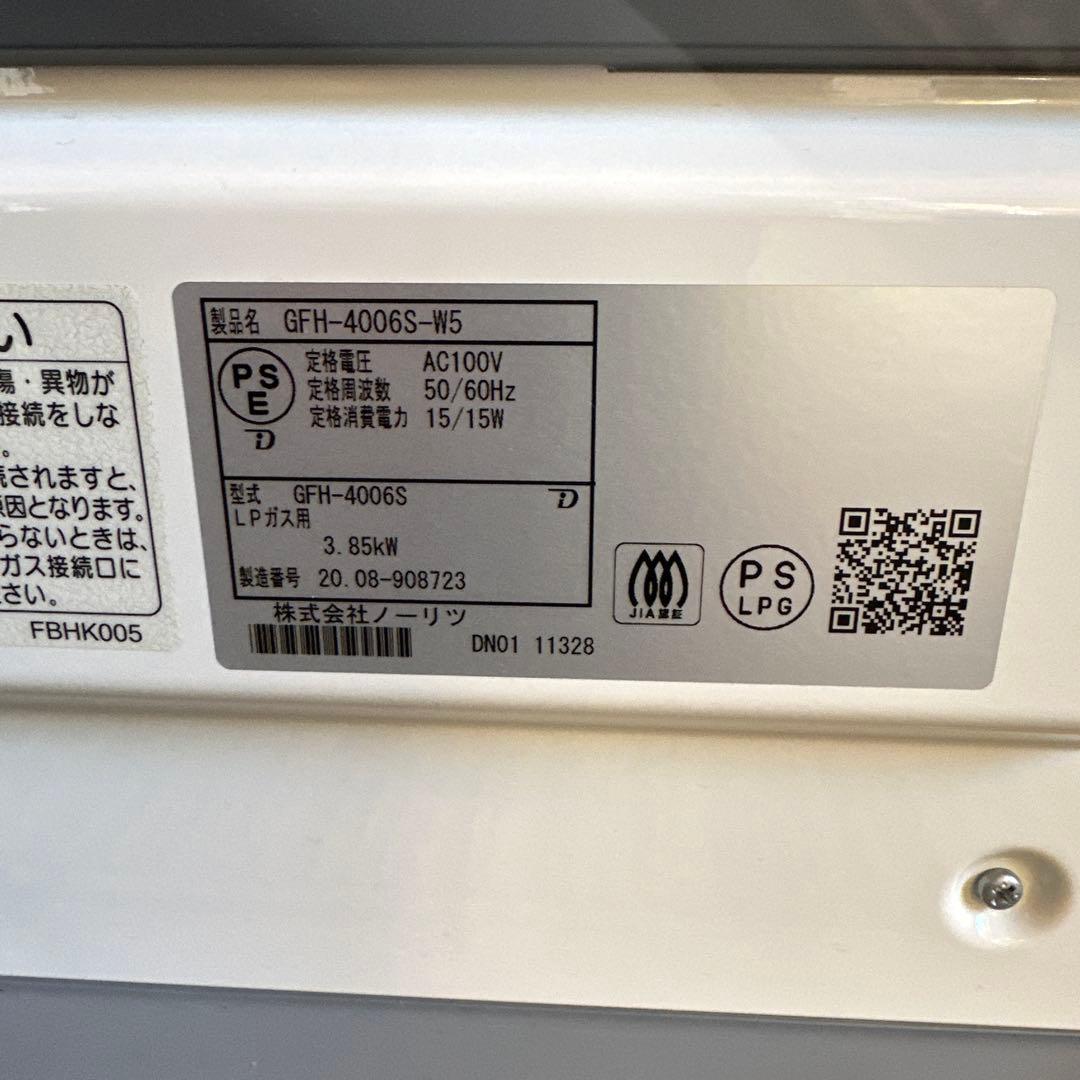 い
傷・異物が
接続をしな
。
されますと、
原因となります。
らないときは、
ガス接続口に
ださい。
FBHK005
製品名 GFH-4006S-W5
PS
E
定格電圧 AC100V
定格周波数 50/60Hz
定格消費電力 15/15W
型式 GFH-4006S
LPガス用
3.85kW
製造番号 20.08-908723
株式会社ノーリツ
DN01 11328
JIA認証
PS
LPG